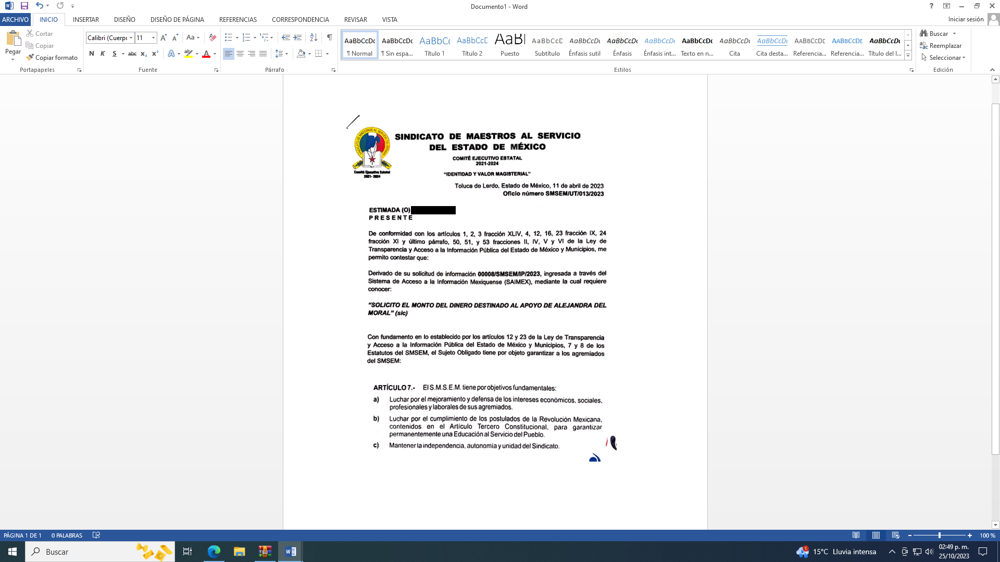 Documento1 - Word
ARCHIVO INICIO INSERTAR DISEÑO DISEÑO DE PÁGINA REFERENCIAS CORRESPONDENCIA REVISAR VISTA Iniciar sesión
Pegar
Cortar
Copiar
Copiar formato
Portapapeles
Calibri (Cuerpo 11
N K S abc x₂ x²
Fuente
Párrafo
AaBbCcDc AaBbCcDc AaBbCc AaBbCcD AaBl AaBbCcD AaBbCcDc AaBbCcDc AaBbCcDc AaBbCcDc AaBbCcDc AaBbCcDc AABBCCDD AABBCCDD AaBbCcDc
¶ Normal ¶ Sin espa... Título 1 Título 2 Puesto Subtítulo Énfasis sutil Énfasis Énfasis int... Texto en n... Cita Cita desta... Referencia... Referencia... Título del l...
Estilos
Buscar
Reemplazar
Seleccionar
Edición
SINDICATO DE MAESTROS AL SERVICIO
DEL ESTADO DE MÉXICO
COMITÉ EJECUTIVO ESTATAL
2021-2024
"IDENTIDAD Y VALOR MAGISTERIAL"
Comité Ejecutivo Estatal
2021- 2024
Toluca de Lerdo, Estado de México, 11 de abril de 2023
Oficio número SMSEM/UT/013/2023
ESTIMADA (O)
P R E S E N T E
De conformidad con los artículos 1, 2, 3 fracción XLIV, 4, 12, 16, 23 fracción IX, 24
fracción XI y último párrafo, 50, 51, y 53 fracciones II, IV, V y VI de la Ley de
Transparencia y Acceso a la Información Pública del Estado de México y Municipios, me
permito contestar que:
Derivado de su solicitud de información 00008/SMSEM/IP/2023, ingresada a través del
Sistema de Acceso a la Información Mexiquense (SAIMEX), mediante la cual requiere
conocer:
"SOLICITO EL MONTO DEL DINERO DESTINADO AL APOYO DE ALEJANDRA DEL
MORAL" (sic)
Con fundamento en lo establecido por los artículos 12 y 23 de la Ley de Transparencia
y Acceso a la Información Pública del Estado de México y Municipios, 7 y 8 de los
Estatutos del SMSEM, el Sujeto Obligado tiene por objeto garantizar a los agremiados
del SMSEM:
ARTÍCULO 7.- El S.M.S.E.M. tiene por objetivos fundamentales:
a) Luchar por el mejoramiento y defensa de los intereses económicos, sociales,
profesionales y laborales de sus agremiados.
b) Luchar por el cumplimiento de los postulados de la Revolución Mexicana,
contenidos en el Artículo Tercero Constitucional, para garantizar
permanentemente una Educación al Servicio del Pueblo.
c) Mantener la independencia, autonomía y unidad del Sindicato.
PÁGINA 1 DE 1 0 PALABRAS 100 %
Buscar
15°C Lluvia intensa
02:49 p. m.
25/10/2023